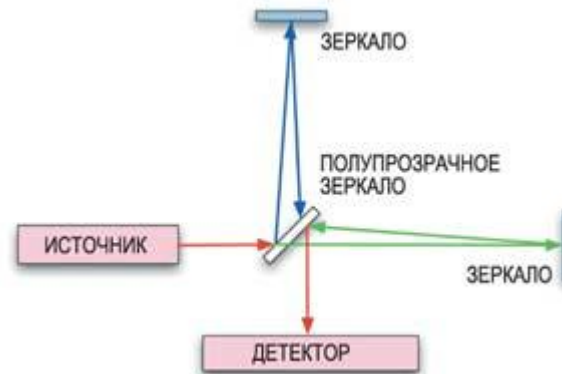 ЗЕРКАЛО
ПОЛУПРОЗРАЧНОЕ
ЗЕРКАЛО
ИСТОЧНИК
ЗЕРКАЛО
ДЕТЕКТОР